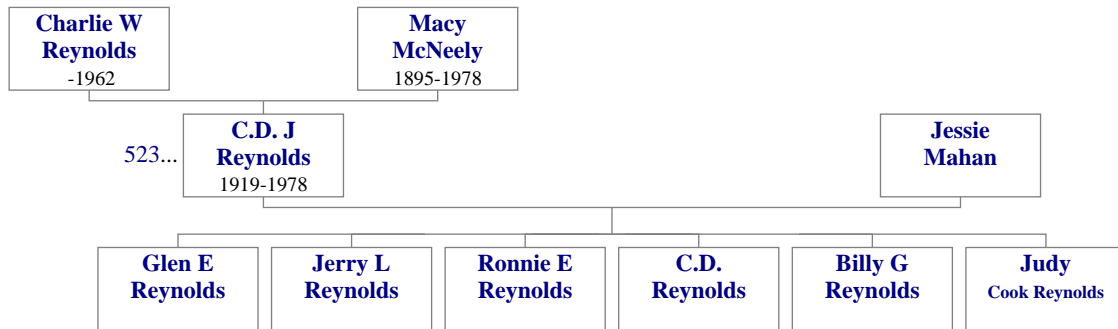 Charlie W
Reynolds
-1962
Macy
McNeely
1895-1978
523...
C.D. J
Reynolds
1919-1978
Jessie
Mahan
Glen E
Reynolds
Jerry L
Reynolds
Ronnie E
Reynolds
C.D.
Reynolds
Billy G
Reynolds
Judy
Cook Reynolds